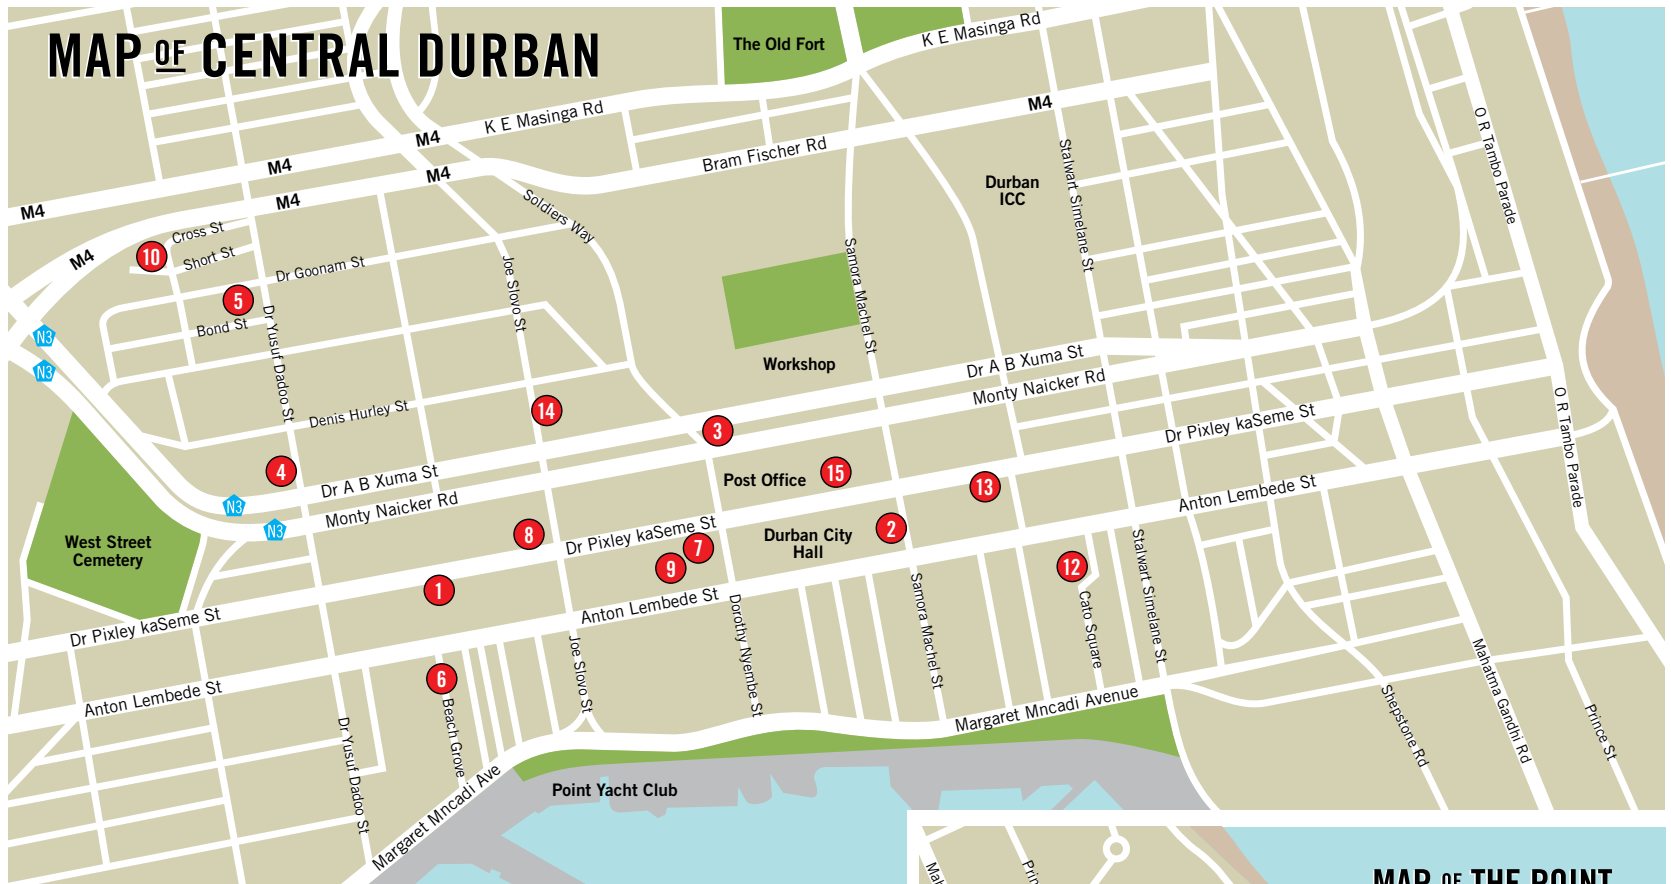 MAP OF CENTRAL DURBAN
The Old Fort
K E Masinga Rd
K E Masinga Rd
M4
M4
M4
M4
M4
M4
M4
Bram Fischer Rd
O R Tambo Parade
Stalwart Simelane St
Durban
ICC
Soldiers Way
Cross St
Short St
10
Dr Goonam St
5
Bond St
Joe Slovo St
Samora Machel St
Dr Yusuf Dadoo St
N3
N3
Workshop
Dr A B Xuma St
Monty Naicker Rd
Denis Hurley St
14
3
Dr Pixley kaSeme St
O R Tambo Parade
4
Dr A B Xuma St
Monty Naicker Rd
N3
N3
Post Office
15
13
Anton Lembede St
West Street
Cemetery
8
Dr Pixley kaSeme St
7
9
Durban City
Hall
2
12
Stalwart Simelane St
Cato Square
1
Anton Lembede St
Dr Pixley kaSeme St
Dorothy Nyembe St
Samora Machel St
Joe Slovo St
6
Beach Grove
Anton Lembede St
Dr Yusuf Dadoo St
Margaret Mncadi Avenue
Mahatma Gandhi Rd
Shepstone Rd
Prince St
Margaret Mncadi Ave
Point Yacht Club
Mah
Prin
MAP OF THE POINT